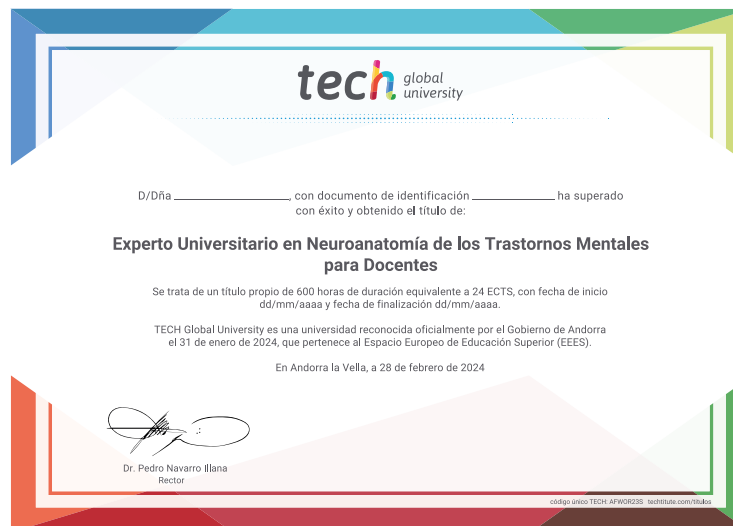 tech global university
D/Dña ______________, con documento de identificación ______________ ha superado
con éxito y obtenido el título de:
Experto Universitario en Neuroanatomía de los Trastornos Mentales
para Docentes
Se trata de un título propio de 600 horas de duración equivalente a 24 ECTS, con fecha de inicio
dd/mm/aaaa y fecha de finalización dd/mm/aaaa.
TECH Global University es una universidad reconocida oficialmente por el Gobierno de Andorra
el 31 de enero de 2024, que pertenece al Espacio Europeo de Educación Superior (EEES).
En Andorra la Vella, a 28 de febrero de 2024
Dr. Pedro Navarro Illana
Rector
código único TECH: AFWOR23S techtitute.com/titulos